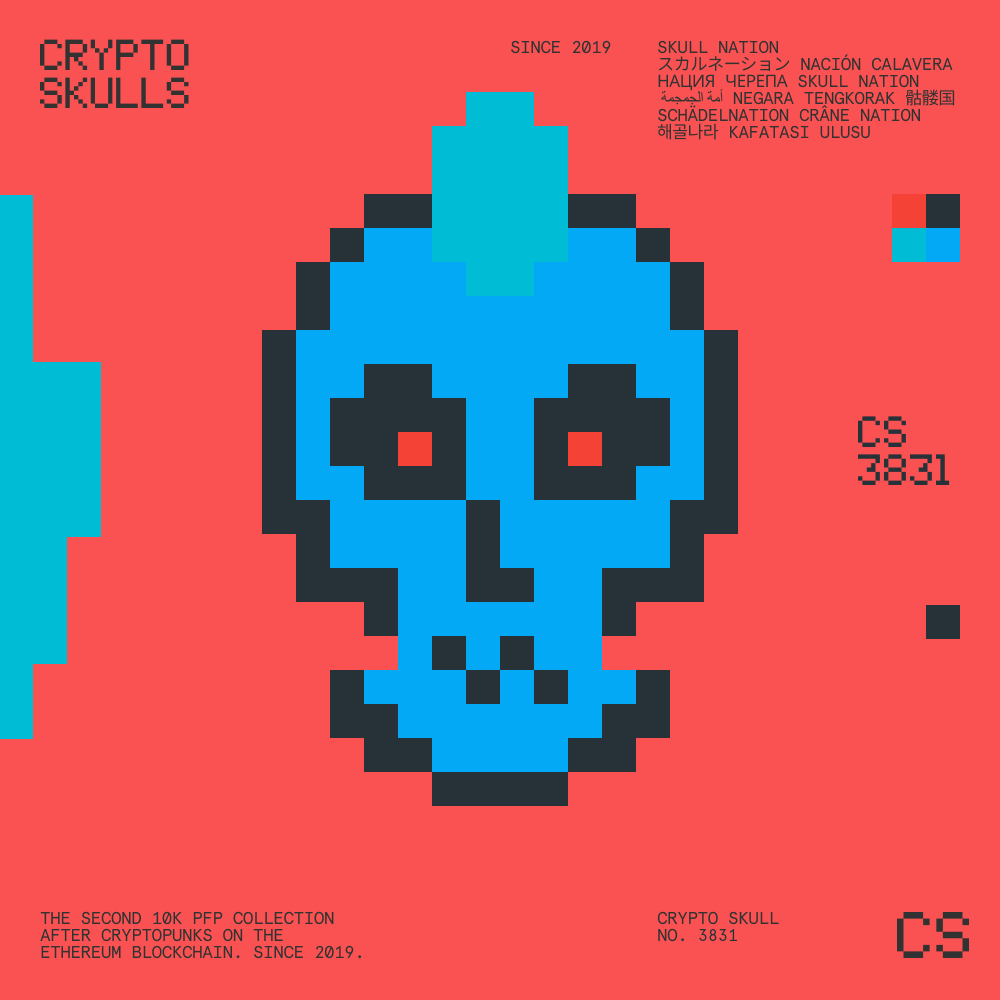 CRYPTO
SKULLS
SINCE 2019
SKULL NATION
スカルネーション NACIÓN CALAVERA
НАЦИЯ ЧЕРЕПА SKULL NATION
أمة الجمجمة NEGARA TENGKORAK 骷髅国
SCHÄDELNATION CRÂNE NATION
해골나라 KAFATASI ULUSU
CS
3831
THE SECOND 10K PFP COLLECTION
AFTER CRYPTOPUNKS ON THE
ETHEREUM BLOCKCHAIN. SINCE 2019.
CRYPTO SKULL
NO. 3831
CS